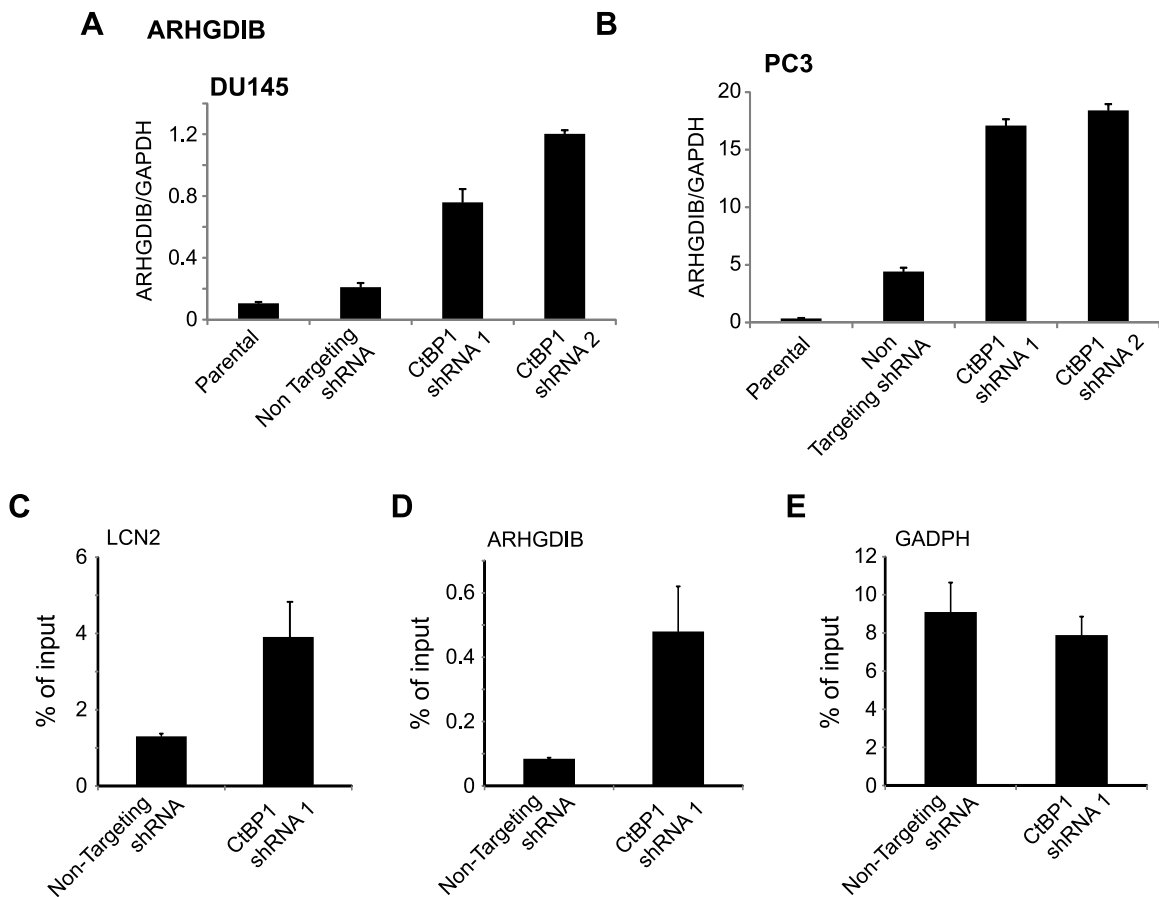 A ARHGDIB
DU145
ARHGDIB/GAPDH
1.2
0.8
0.4
0
Parental
Non Targeting
shRNA
CtBP1
shRNA 1
CtBP1
shRNA 2
B
PC3
ARHGDIB/GAPDH
20
15
10
5
0
Parental
Non
Targeting shRNA
CtBP1
shRNA 1
CtBP1
shRNA 2
C
LCN2
% of input
6
4
2
0
Non-Targeting
shRNA
CtBP1
shRNA 1
D
ARHGDIB
% of input
0.6
0.4
0.2
0
Non-Targeting
shRNA
CtBP1
shRNA 1
E
GADPH
% of input
12
10
8
6
4
2
0
Non-Targeting
shRNA
CtBP1
shRNA 1